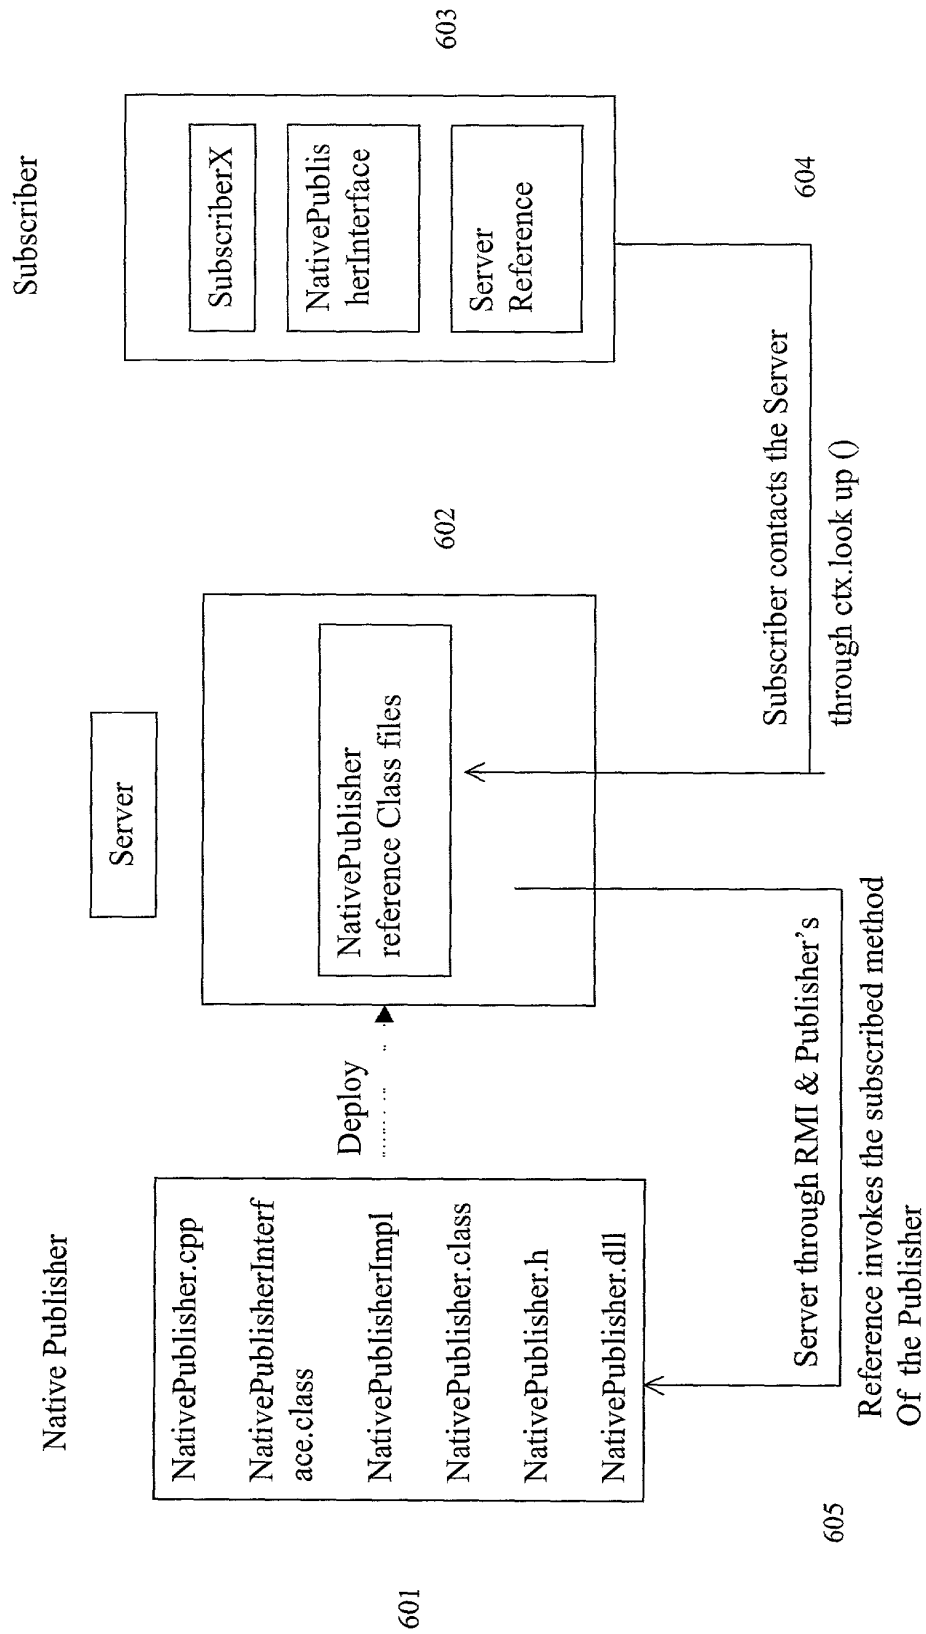 Native Publisher
601
NativePublisher.cpp
NativePublisherInterf
ace.class
NativePublisherImpl
NativePublisher.class
NativePublisher.h
NativePublisher.dll
Deploy
Server
602
NativePublisher
reference Class files
Subscriber
603
SubscriberX
NativePublis
herInterface
Server
Reference
604
Subscriber contacts the Server
through ctx.look up ()
605
Server through RMI & Publisher's
Reference invokes the subscribed method
Of the Publisher